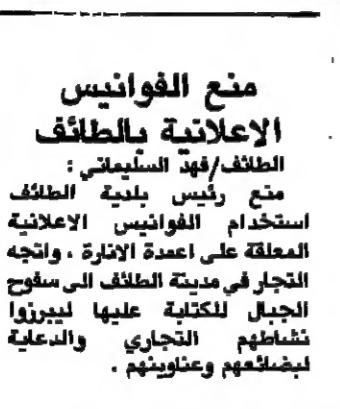 منع الفوانيس
الاعلانية بالطائف
الطائف/فهد السليماني :
منع رئيس بلدية الطائف
استخدام الفوانيس الاعلانية
المعلقة على اعمدة الانارة ، واتجه
التجار في مدينة الطائف الى سفوح
الجبال للكتابة عليها ليبرزوا
نشاطهم التجاري والدعاية
لبضائعهم وعناوينهم .